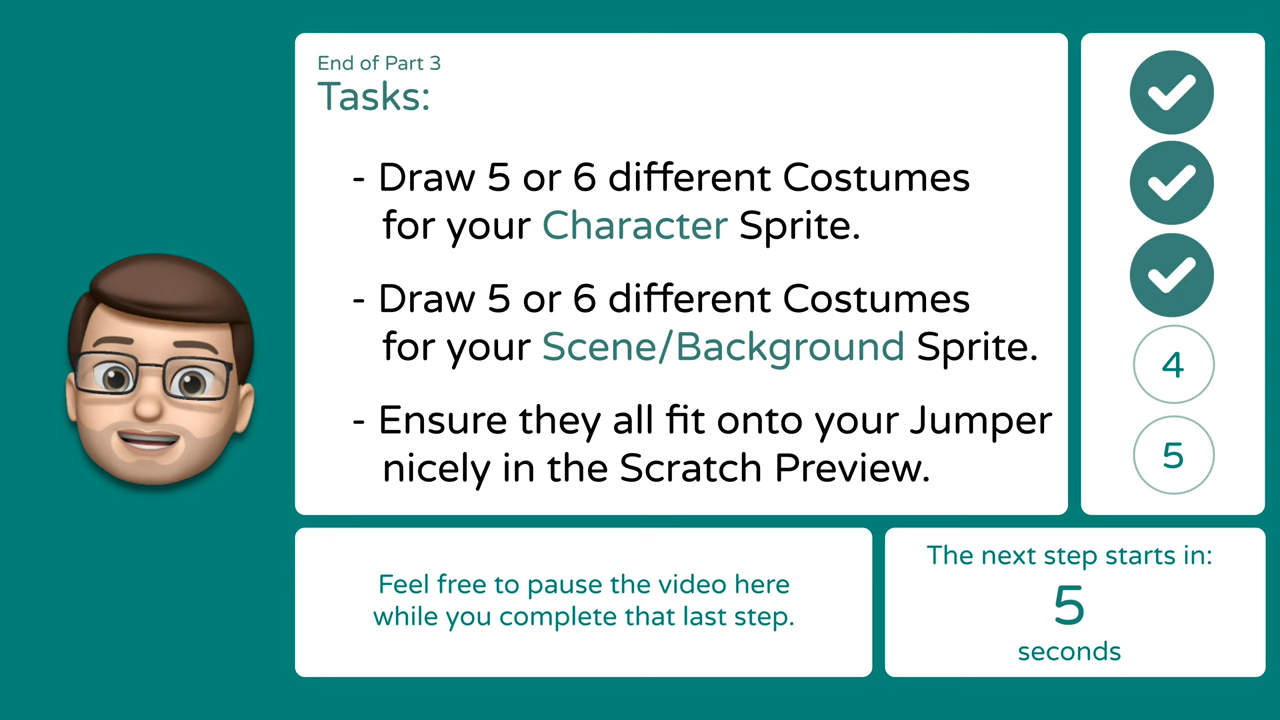 End of Part 3
Tasks:
- Draw 5 or 6 different Costumes
for your Character Sprite.
- Draw 5 or 6 different Costumes
for your Scene/Background Sprite.
- Ensure they all fit onto your Jumper
nicely in the Scratch Preview.
4
5
Feel free to pause the video here
while you complete that last step.
The next step starts in:
5
seconds